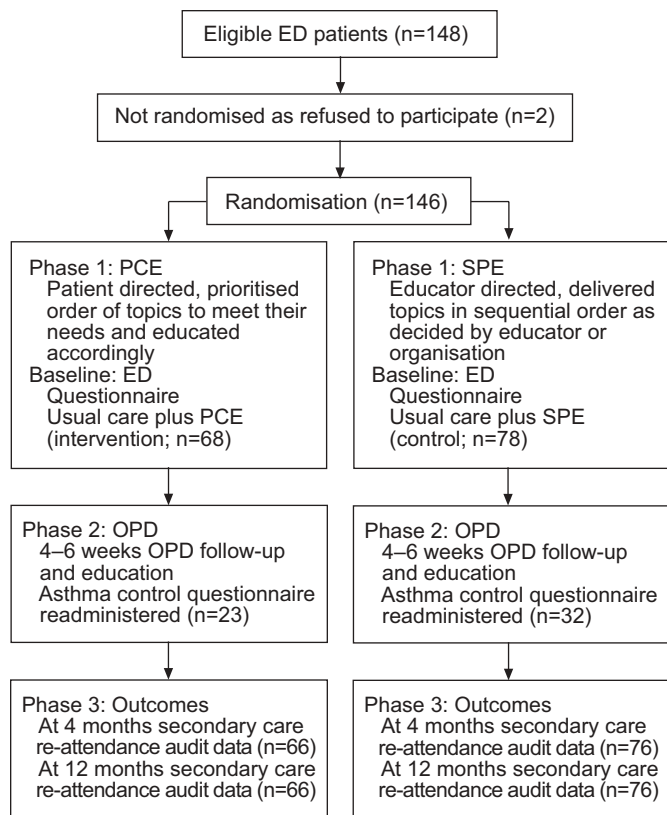 Eligible ED patients (n=148)
Not randomised as refused to participate (n=2)
Randomisation (n=146)
Phase 1: PCE
Patient directed, prioritised
order of topics to meet their
needs and educated
accordingly
Baseline: ED
Questionnaire
Usual care plus PCE
(intervention; n=68)
Phase 1: SPE
Educator directed, delivered
topics in sequential order as
decided by educator or
organisation
Baseline: ED
Questionnaire
Usual care plus SPE
(control; n=78)
Phase 2: OPD
4–6 weeks OPD follow-up
and education
Asthma control questionnaire
readministered (n=23)
Phase 2: OPD
4–6 weeks OPD follow-up
and education
Asthma control questionnaire
readministered (n=32)
Phase 3: Outcomes
At 4 months secondary care
re-attendance audit data (n=66)
At 12 months secondary care
re-attendance audit data (n=66)
Phase 3: Outcomes
At 4 months secondary care
re-attendance audit data (n=76)
At 12 months secondary care
re-attendance audit data (n=76)